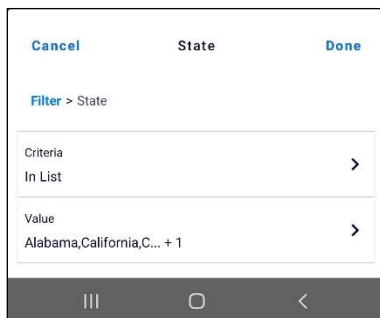 Cancel State Done
Filter > State
Criteria
In List
Value
Alabama,California,C... + 1